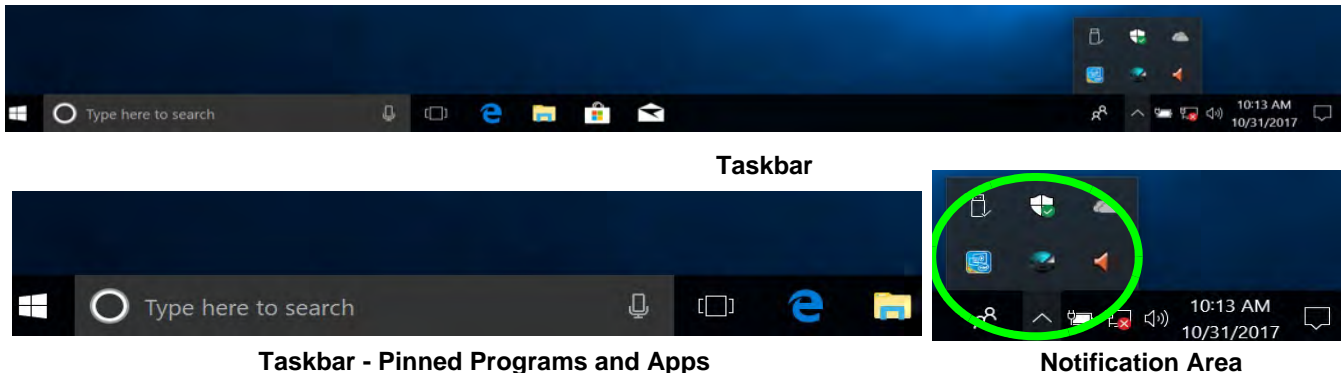 Type here to search
10:13 AM
10/31/2017
Taskbar
Type here to search
10:13 AM
10/31/2017
Taskbar - Pinned Programs and Apps
Notification Area